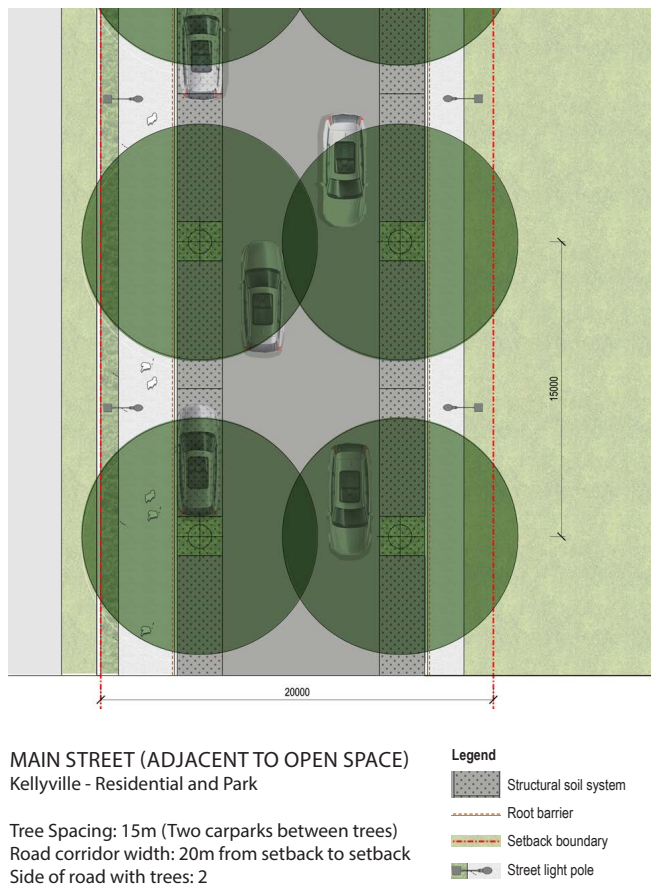 15000
20000
MAIN STREET (ADJACENT TO OPEN SPACE)
Kellyville - Residential and Park
Tree Spacing: 15m (Two carparks between trees)
Road corridor width: 20m from setback to setback
Side of road with trees: 2
Legend
Structural soil system
Root barrier
Setback boundary
Street light pole